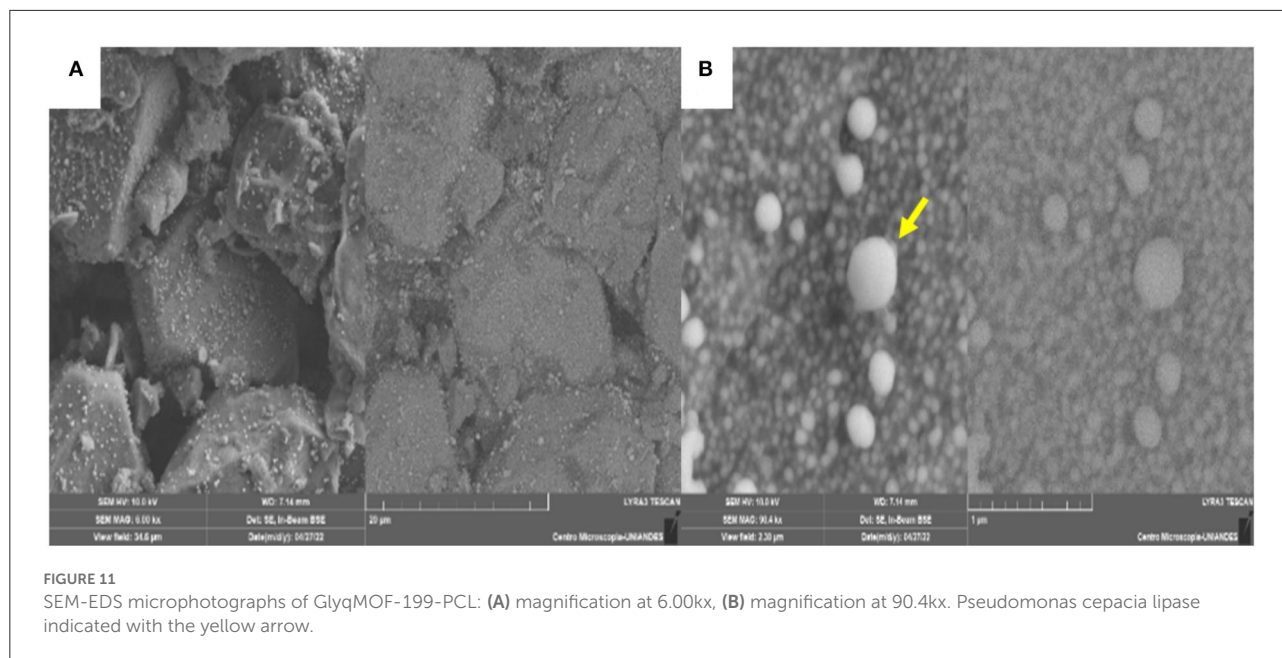 A
B
SEM HV: 10.0 kV
WD: 7.14 mm
LYRA3 TESCAN
SEM MAG: 6.00 kx
Det: SE, In-Beam BSE
20 µm
View field: 34.6 µm
Date(m/d/y): 04/27/22
Centro Microscopia-UNIANDES
SEM HV: 10.0 kV
WD: 7.14 mm
LYRA3 TESCAN
SEM MAG: 90.4 kx
Det: SE, In-Beam BSE
1 µm
View field: 2.30 µm
Date(m/d/y): 04/27/22
Centro Microscopia-UNIANDES
FIGURE 11
SEM-EDS microphotographs of GlyqMOF-199-PCL: (A) magnification at 6.00kx, (B) magnification at 90.4kx. Pseudomonas cepacia lipase
indicated with the yellow arrow.